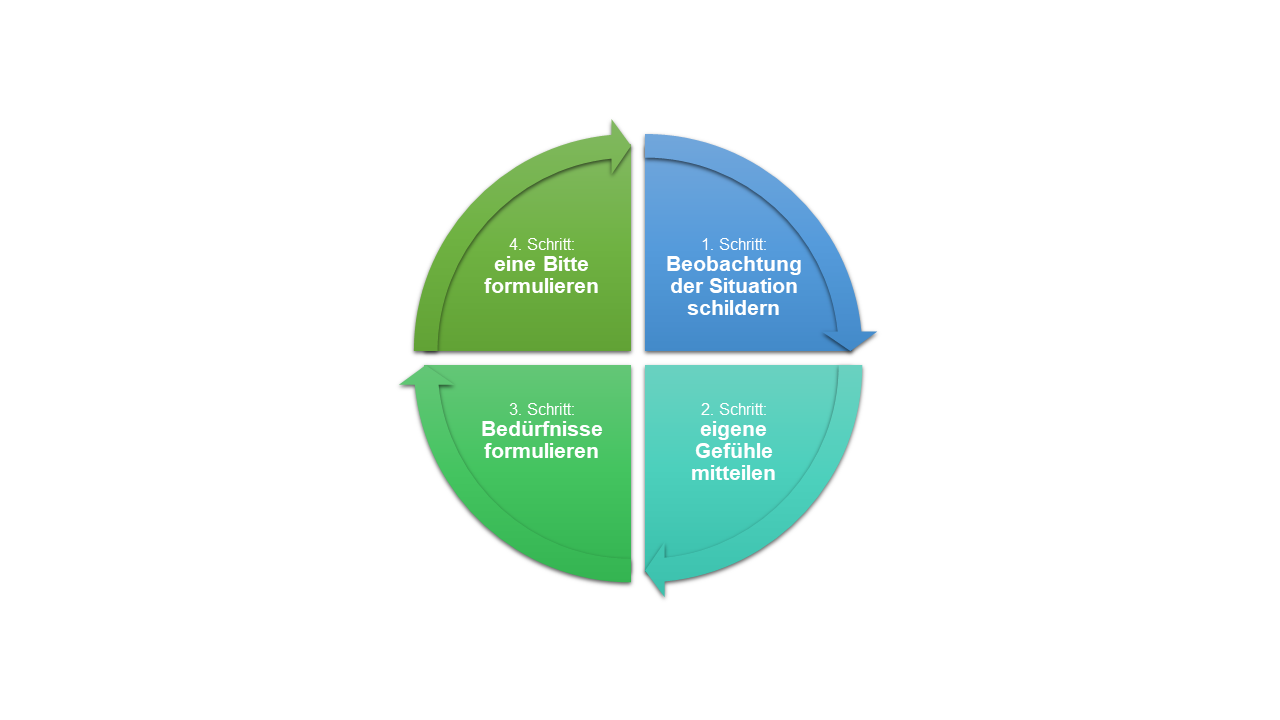 4. Schritt:
eine Bitte
formulieren
1. Schritt:
Beobachtung
der Situation
schildern
3. Schritt:
Bedürfnisse
formulieren
2. Schritt:
eigene
Gefühle
mitteilen